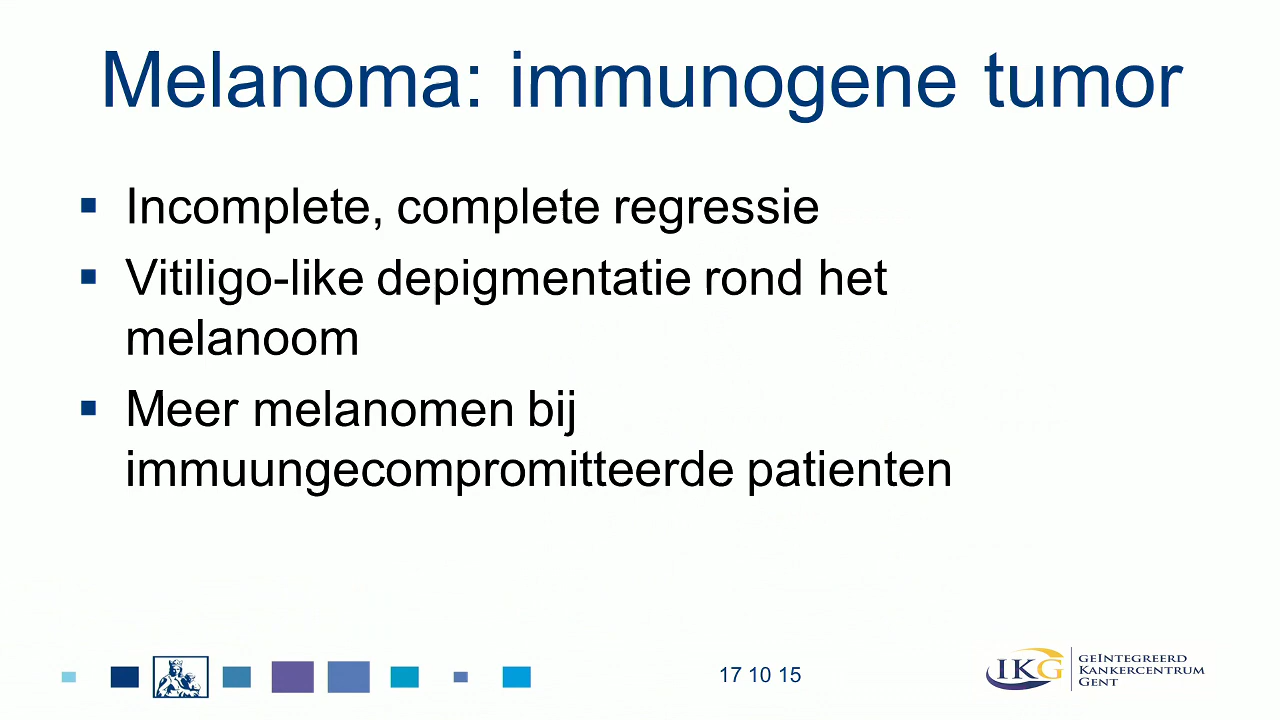 Melanoma: immunogene tumor
Incomplete, complete regressie
Vitiligo-like depigmentatie rond het
melanoom
Meer melanomen bij
immuungecompromitteerde patienten
17 10 15
IKG
GEÏNTEGREERD
KANKERCENTRUM
GENT